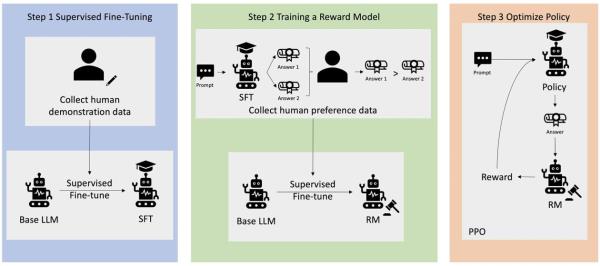 Step 1 Supervised Fine-Tuning
Collect human
demonstration data
Supervised
Fine-tune
Base LLM
SFT
Step 2 Training a Reward Model
Prompt
SFT
Answer 1
Answer 2
Answer 1 > Answer 2
Collect human preference data
Supervised
Fine-tune
Base LLM
RM
Step 3 Optimize Policy
Prompt
Policy
Answer
Reward
RM
PPO